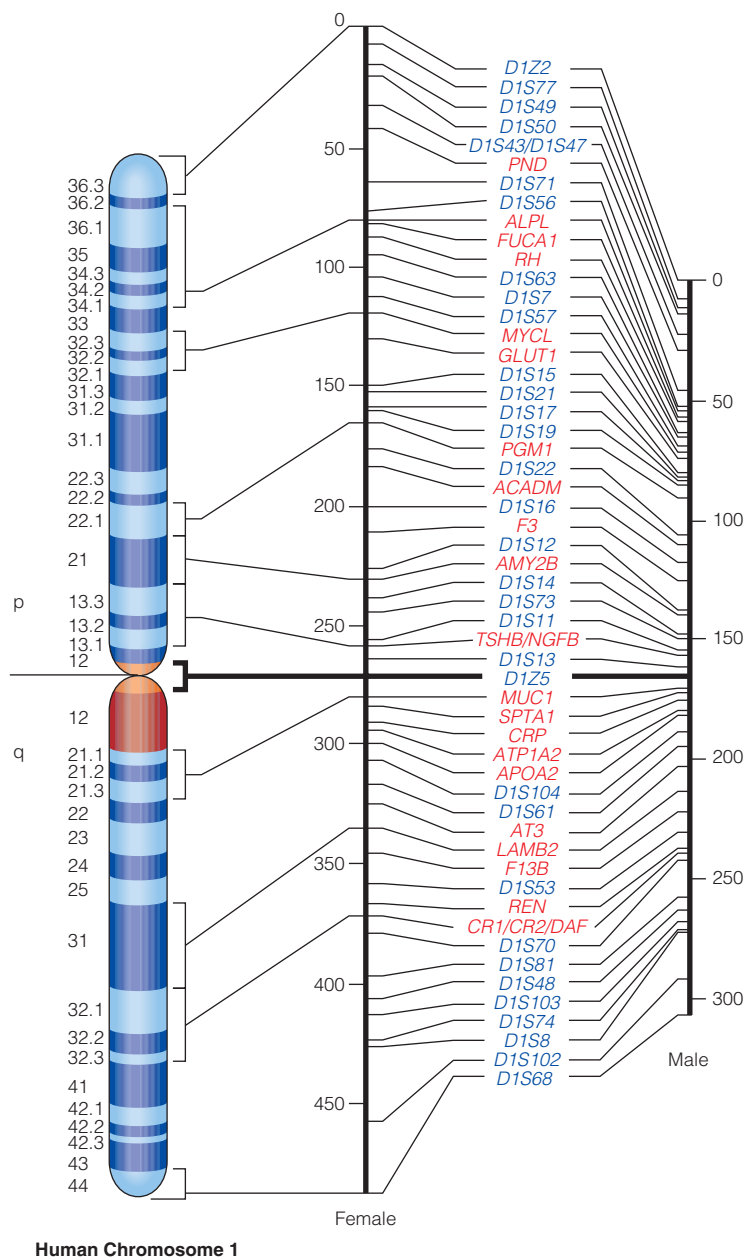 36.3
36.2
36.1
35
34.3
34.2
34.1
33
32.3
32.2
32.1
31.3
31.2
31.1
22.3
22.2
22.1
21
13.3
13.2
13.1
12
p
q
12
21.1
21.2
21.3
22
23
24
25
31
32.1
32.2
32.3
41
42.1
42.2
42.3
43
44
0
50
100
150
200
250
300
350
400
450
Female
D1Z2
D1S77
D1S49
D1S50
D1S43/D1S47
PND
D1S71
D1S56
ALPL
FUCA1
RH
D1S63
D1S7
D1S57
MYCL
GLUT1
D1S15
D1S21
D1S17
D1S19
PGM1
D1S22
ACADM
D1S16
F3
D1S12
AMY2B
D1S14
D1S73
D1S11
TSHB/NGFB
D1S13
D1Z5
MUC1
SPTA1
CRP
ATP1A2
APOA2
D1S104
D1S61
AT3
LAMB2
F13B
D1S53
REN
CR1/CR2/DAF
D1S70
D1S81
D1S48
D1S103
D1S74
D1S8
D1S102
D1S68
0
50
100
150
200
250
300
Male
Human Chromosome 1